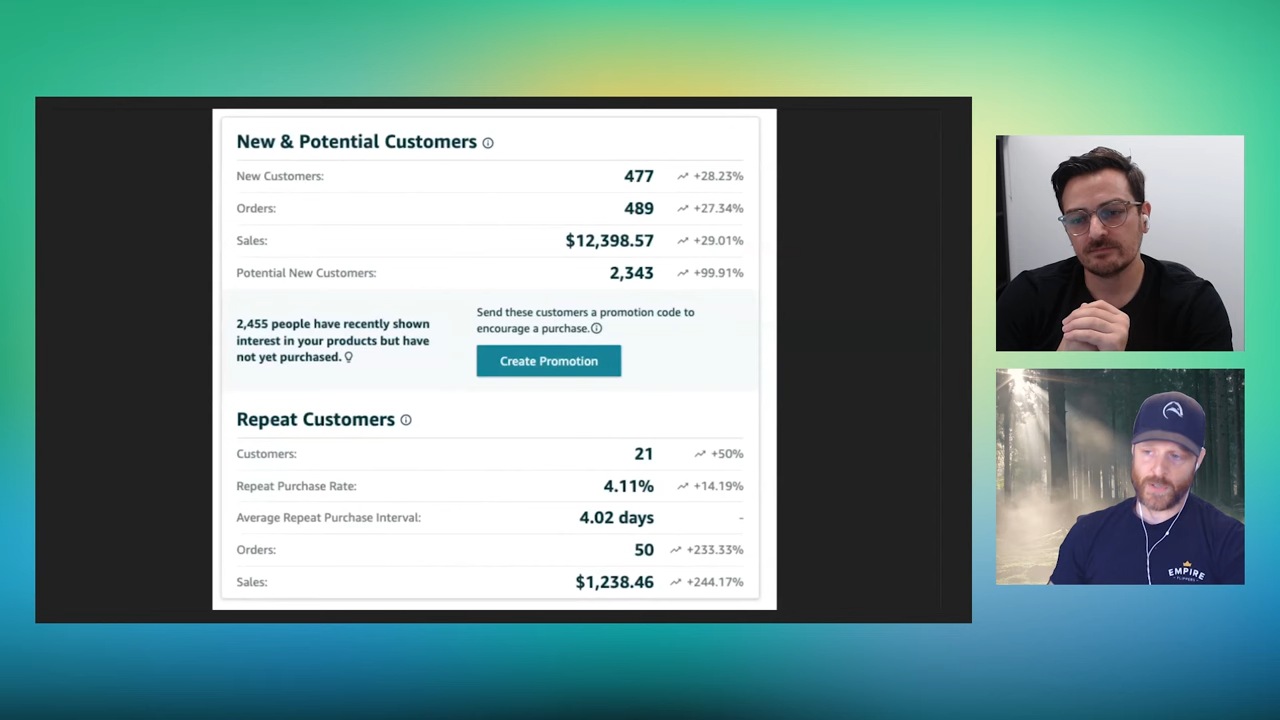 New & Potential Customers
New Customers: 477 +28.23%
Orders: 489 +27.34%
Sales: $12,398.57 +29.01%
Potential New Customers: 2,343 +99.91%
2,455 people have recently shown
interest in your products but have
not yet purchased.
Send these customers a promotion code to
encourage a purchase.
Create Promotion
Repeat Customers
Customers: 21 +50%
Repeat Purchase Rate: 4.11% +14.19%
Average Repeat Purchase Interval: 4.02 days -
Orders: 50 +233.33%
Sales: $1,238.46 +244.17%
EMPIRE
FLIPPERS